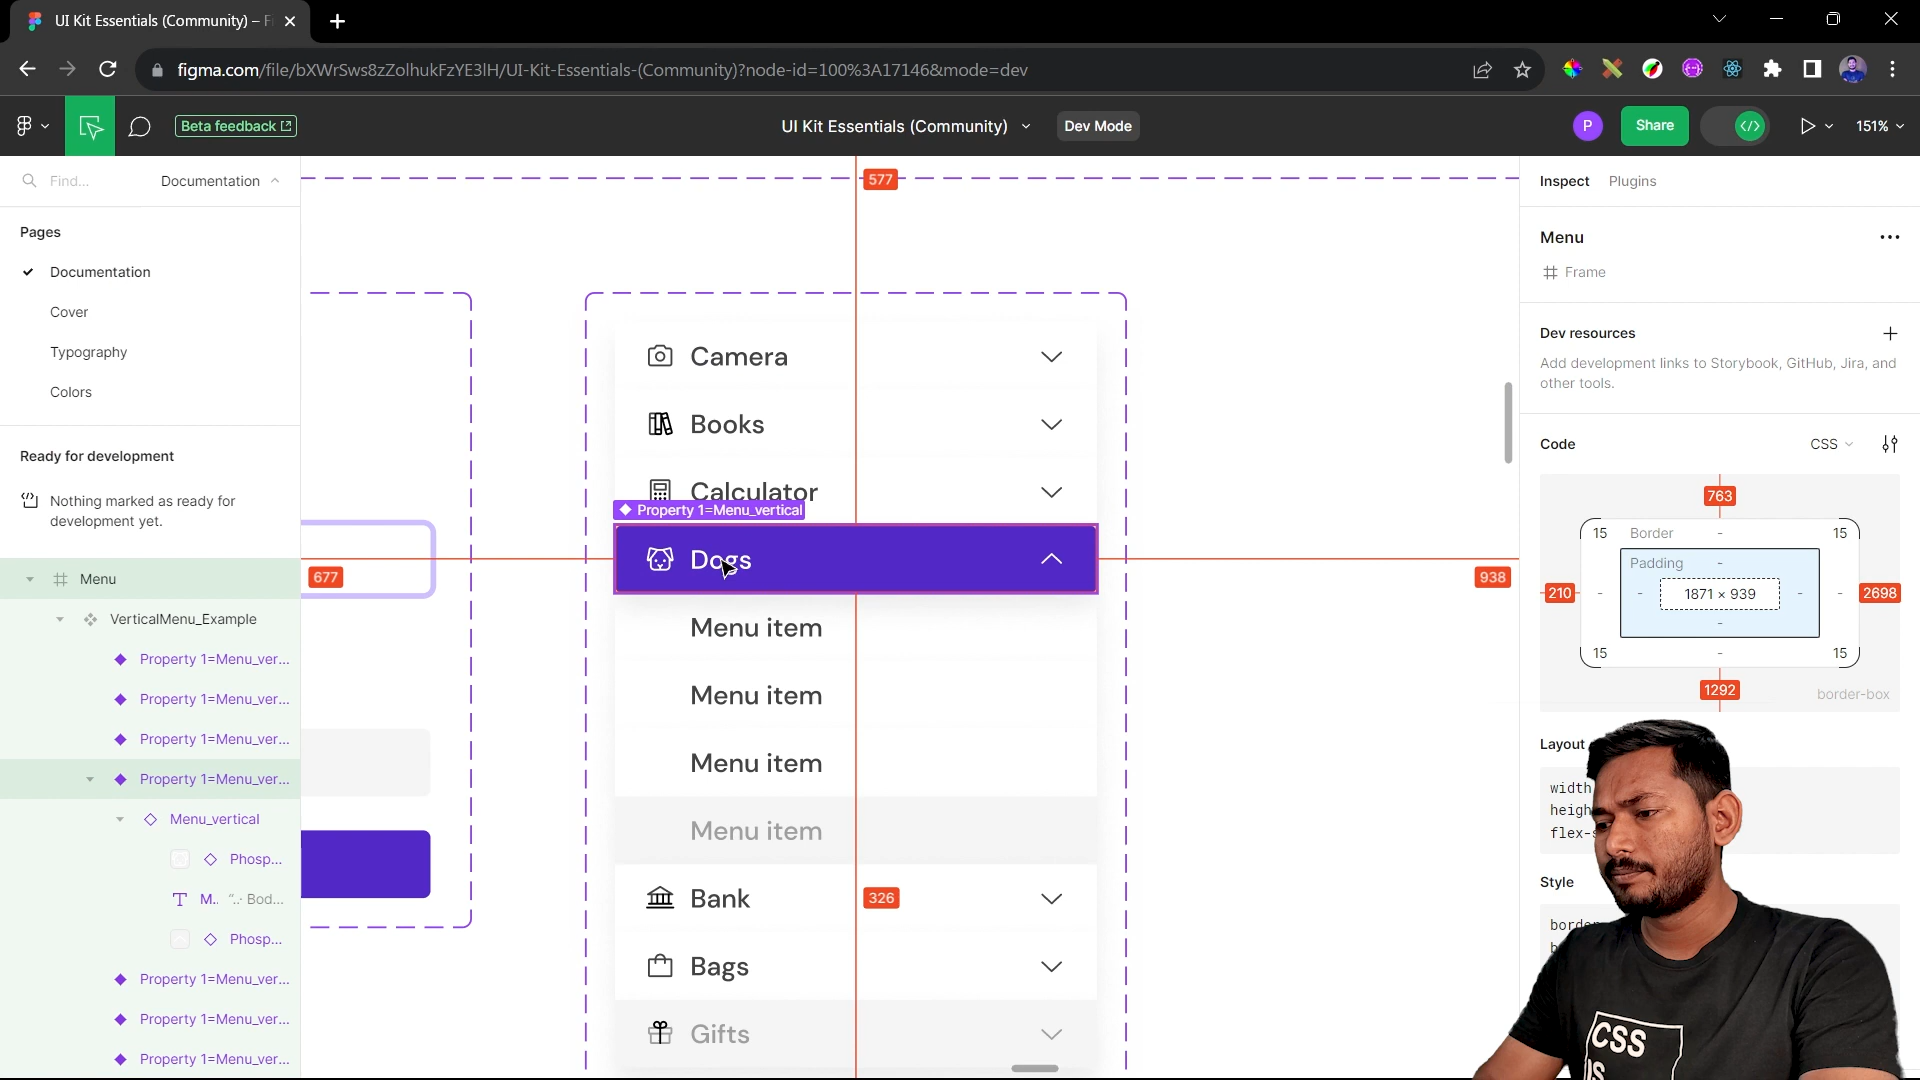 UI Kit Essentials (Community) – Fi
figma.com/file/bXWrSws8zZolhukFzYE3lH/UI-Kit-Essentials-(Community)?node-id=100%3A17146&mode=dev
Beta feedback
UI Kit Essentials (Community)
Dev Mode
P
Share
</>
151%
Find...
Documentation
Pages
Documentation
Cover
Typography
Colors
Ready for development
Nothing marked as ready for
development yet.
Menu
VerticalMenu_Example
Property 1=Menu_ver...
Property 1=Menu_ver...
Property 1=Menu_ver...
Property 1=Menu_ver...
Menu_vertical
Phosp...
M.. "..· Bod...
Phosp...
Property 1=Menu_ver...
Property 1=Menu_ver...
Property 1=Menu_ver...
577
Camera
Books
Calculator
Property 1=Menu_vertical
Dogs
677
938
Menu item
Menu item
Menu item
Menu item
Bank
326
Bags
Gifts
Inspect Plugins
Menu
Frame
Dev resources
Add development links to Storybook, GitHub, Jira, and
other tools.
Code
CSS
763
15 Border - 15
Padding -
210 - - 1871 × 939 - - 2698
-
15 - 15
1292
border-box
Layout
width
heigh
flex-s
Style
borde
b
CSS
IS